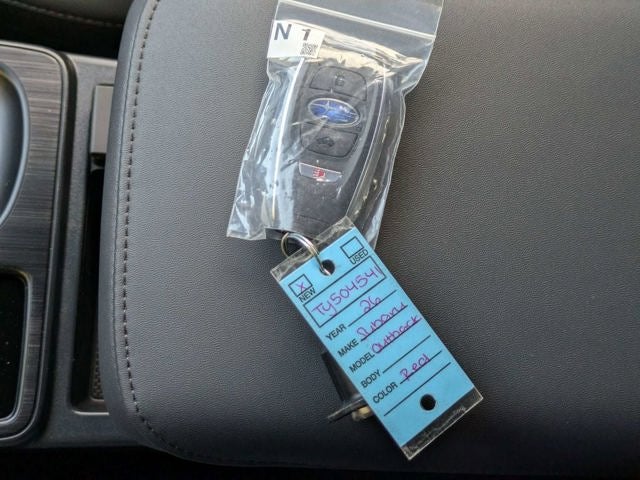 N 1
X
NEW
USED
TY504541
YEAR 26
MAKE Subaru
MODEL Outback
BODY
COLOR Red